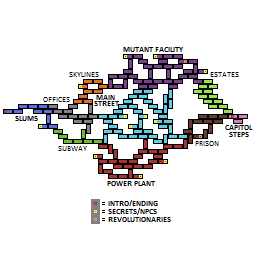 MUTANT FACILITY
SKYLINES
ESTATES
OFFICES
MAIN
STREET
SLUMS
CAPITOL
STEPS
SUBWAY
PRISON
POWER PLANT
= INTRO/ENDING
= SECRETS/NPCS
= REVOLUTIONARIES